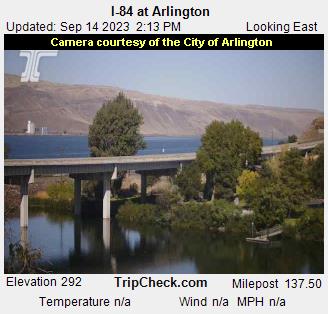 I-84 at Arlington
Updated: Sep 14 2023 2:13 PM Looking East
Camera courtesy of the City of Arlington
Elevation 292 TripCheck.com Milepost 137.50
Temperature n/a Wind n/a MPH n/a